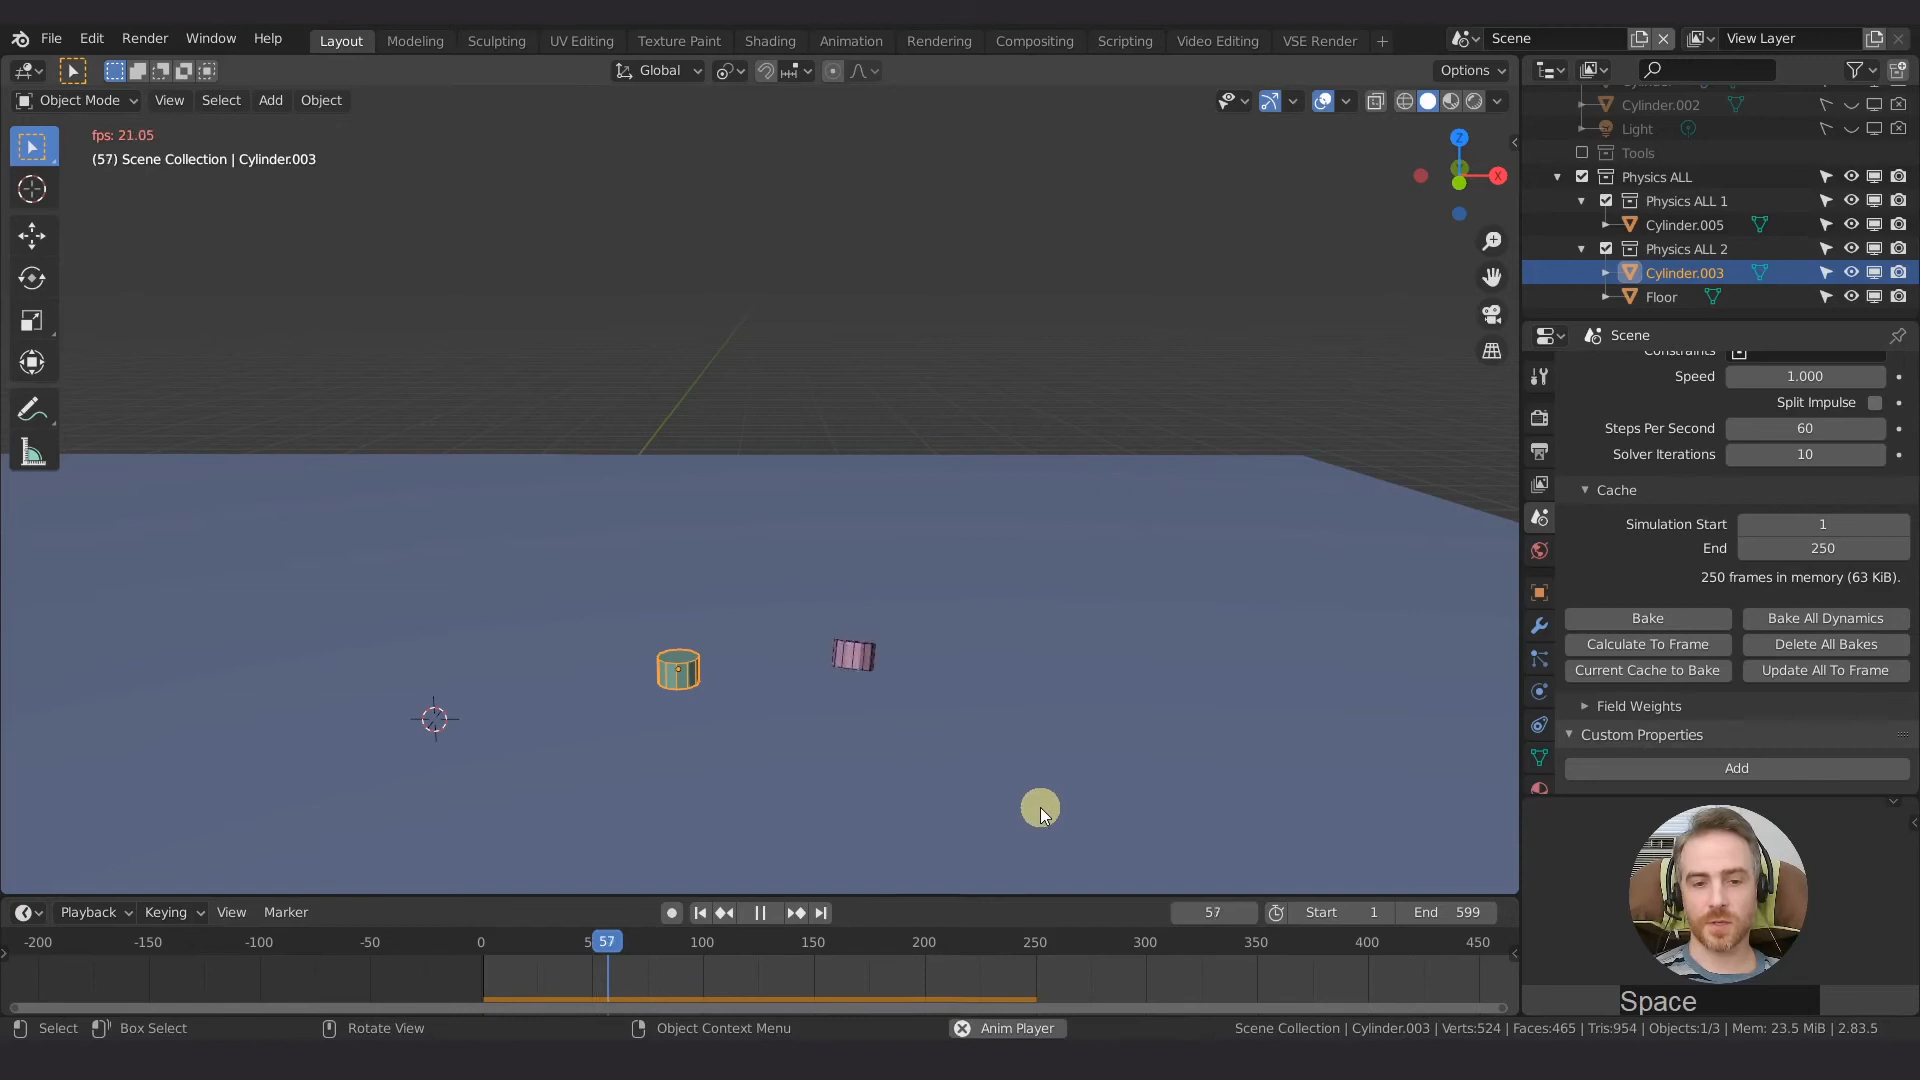 File Edit Render Window Help Layout Modeling Sculpting UV Editing Texture Paint Shading Animation Rendering Compositing Scripting Video Editing VSE Render + Scene View Layer
Global Options
Object Mode View Select Add Object
fps: 21.05
(57) Scene Collection | Cylinder.003
Z
X
Cylinder.002
Light
Tools
Physics ALL
Physics ALL 1
Cylinder.005
Physics ALL 2
Cylinder.003
Floor
Scene
Constraints
Speed 1.000
Split Impulse
Steps Per Second 60
Solver Iterations 10
Cache
Simulation Start 1
End 250
250 frames in memory (63 KiB).
Bake Bake All Dynamics
Calculate To Frame Delete All Bakes
Current Cache to Bake Update All To Frame
Field Weights
Custom Properties
Add
Playback Keying View Marker 57 Start 1 End 599
-200 -150 -100 -50 0 5 57 100 150 200 250 300 350 400 450
Space
Select Box Select Rotate View Object Context Menu Anim Player Scene Collection | Cylinder.003 | Verts:524 | Faces:465 | Tris:954 | Objects:1/3 | Mem: 23.5 MiB | 2.83.5